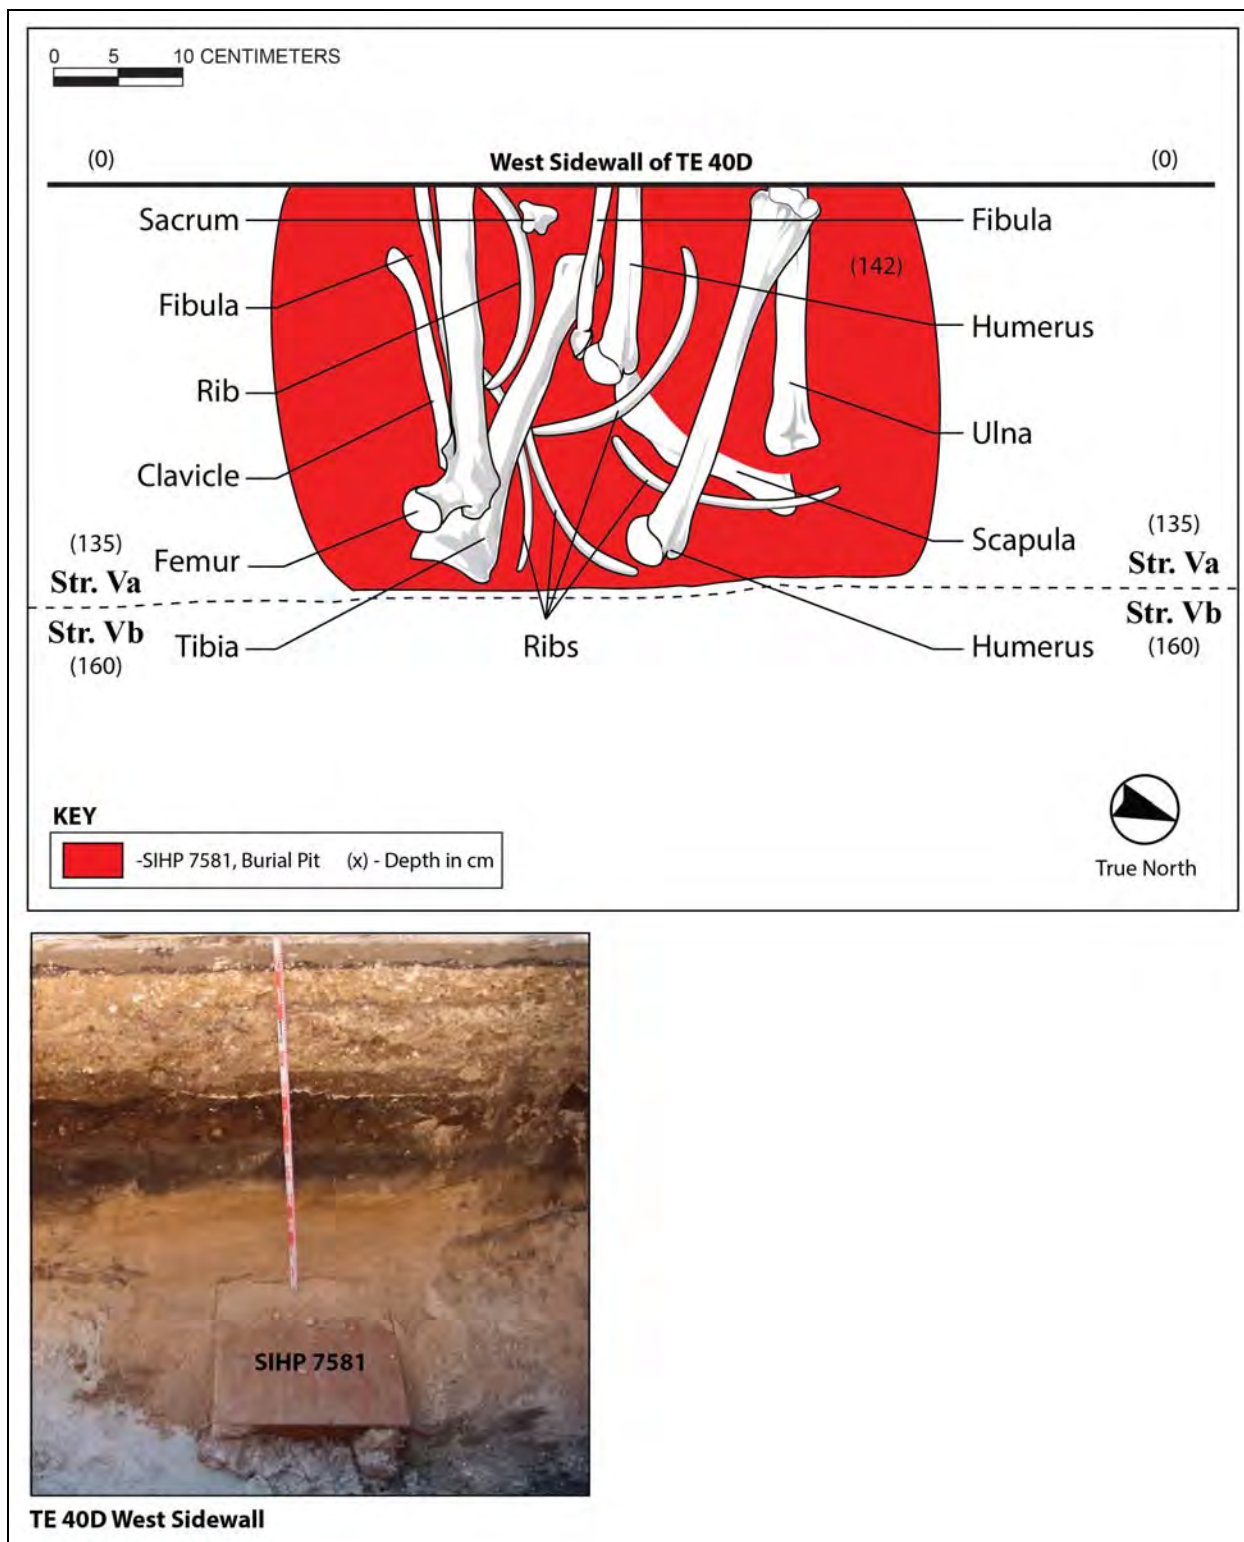 0 5 10 CENTIMETERS
(0) West Sidewall of TE 40D (0)
Sacrum Fibula
(142)
Fibula Humerus
Rib
Ulna
Clavicle
(135) Femur Scapula (135)
Str. Va Str. Va
Str. Vb Tibia Ribs Humerus Str. Vb
(160) (160)
KEY
-SIHP 7581, Burial Pit (x) - Depth in cm
True North
SIHP 7581
TE 40D West Sidewall